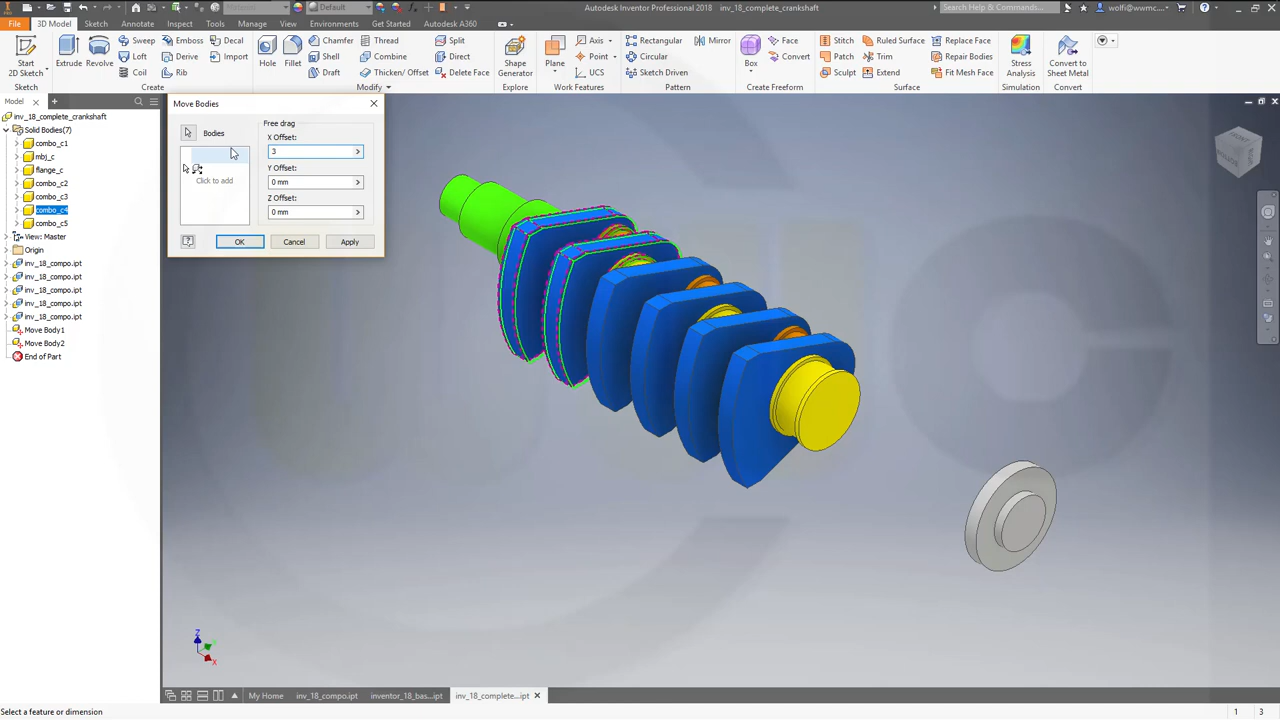 Default
Autodesk Inventor Professional 2018 inv_18_complete_crankshaft
Search Help & Commands...
wolfi@wwmc...
File
3D Model
Sketch
Annotate
Inspect
Tools
Manage
View
Environments
Get Started
Autodesk A360
Start
2D Sketch
Extrude
Revolve
Sweep
Loft
Coil
Emboss
Derive
Rib
Decal
Import
Create
Hole
Fillet
Chamfer
Shell
Draft
Thread
Combine
Thicken/ Offset
Split
Direct
Delete Face
Modify
Shape
Generator
Explore
Plane
Axis
Point
UCS
Work Features
Rectangular
Circular
Sketch Driven
Mirror
Pattern
Box
Face
Convert
Create Freeform
Stitch
Patch
Sculpt
Ruled Surface
Trim
Extend
Replace Face
Repair Bodies
Fit Mesh Face
Surface
Stress
Analysis
Simulation
Convert to
Sheet Metal
Convert
Model
inv_18_complete_crankshaft
Solid Bodies(7)
combo_c1
mbj_c
flange_c
combo_c2
combo_c3
combo_c4
combo_c5
View: Master
Origin
inv_18_compo.ipt
inv_18_compo.ipt
inv_18_compo.ipt
inv_18_compo.ipt
inv_18_compo.ipt
Move Body1
Move Body2
End of Part
Move Bodies
Bodies
Click to add
Free drag
X Offset:
3
Y Offset:
0 mm
Z Offset:
0 mm
OK
Cancel
Apply
Z
X
My Home
inv_18_compo.ipt
inventor_18_bas...ipt
inv_18_complete...ipt
Select a feature or dimension
1
3